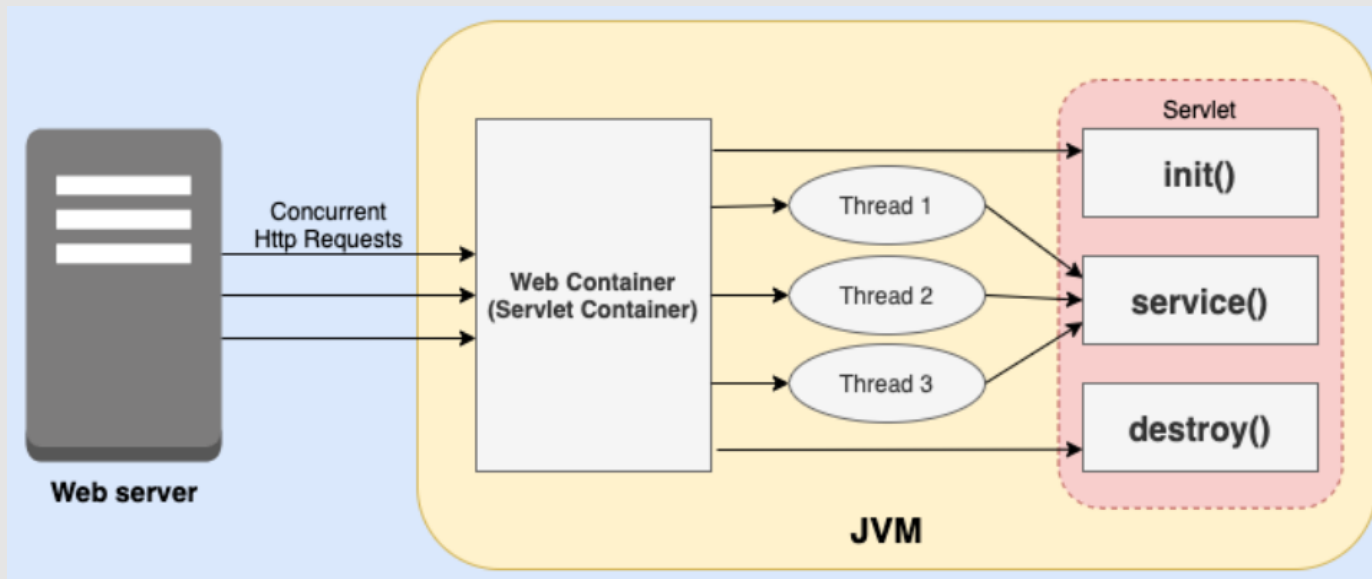 Servlet
init()
Concurrent
Http Requests
Thread 1
Web Container
(Servlet Container)
Thread 2
service()
Thread 3
destroy()
Web server
JVM